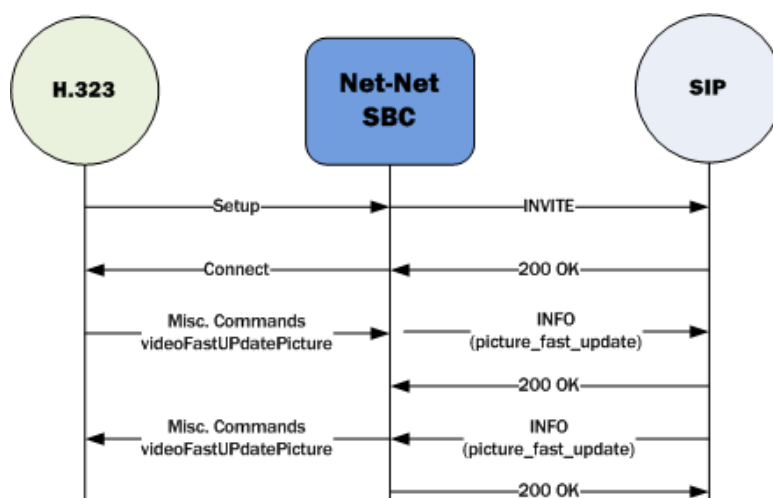 H.323
Net-Net
SBC
SIP
Setup
INVITE
Connect
200 OK
Misc. Commands
videoFastUPdatePicture
INFO
(picture_fast_update)
200 OK
Misc. Commands
videoFastUPdatePicture
INFO
(picture_fast_update)
200 OK